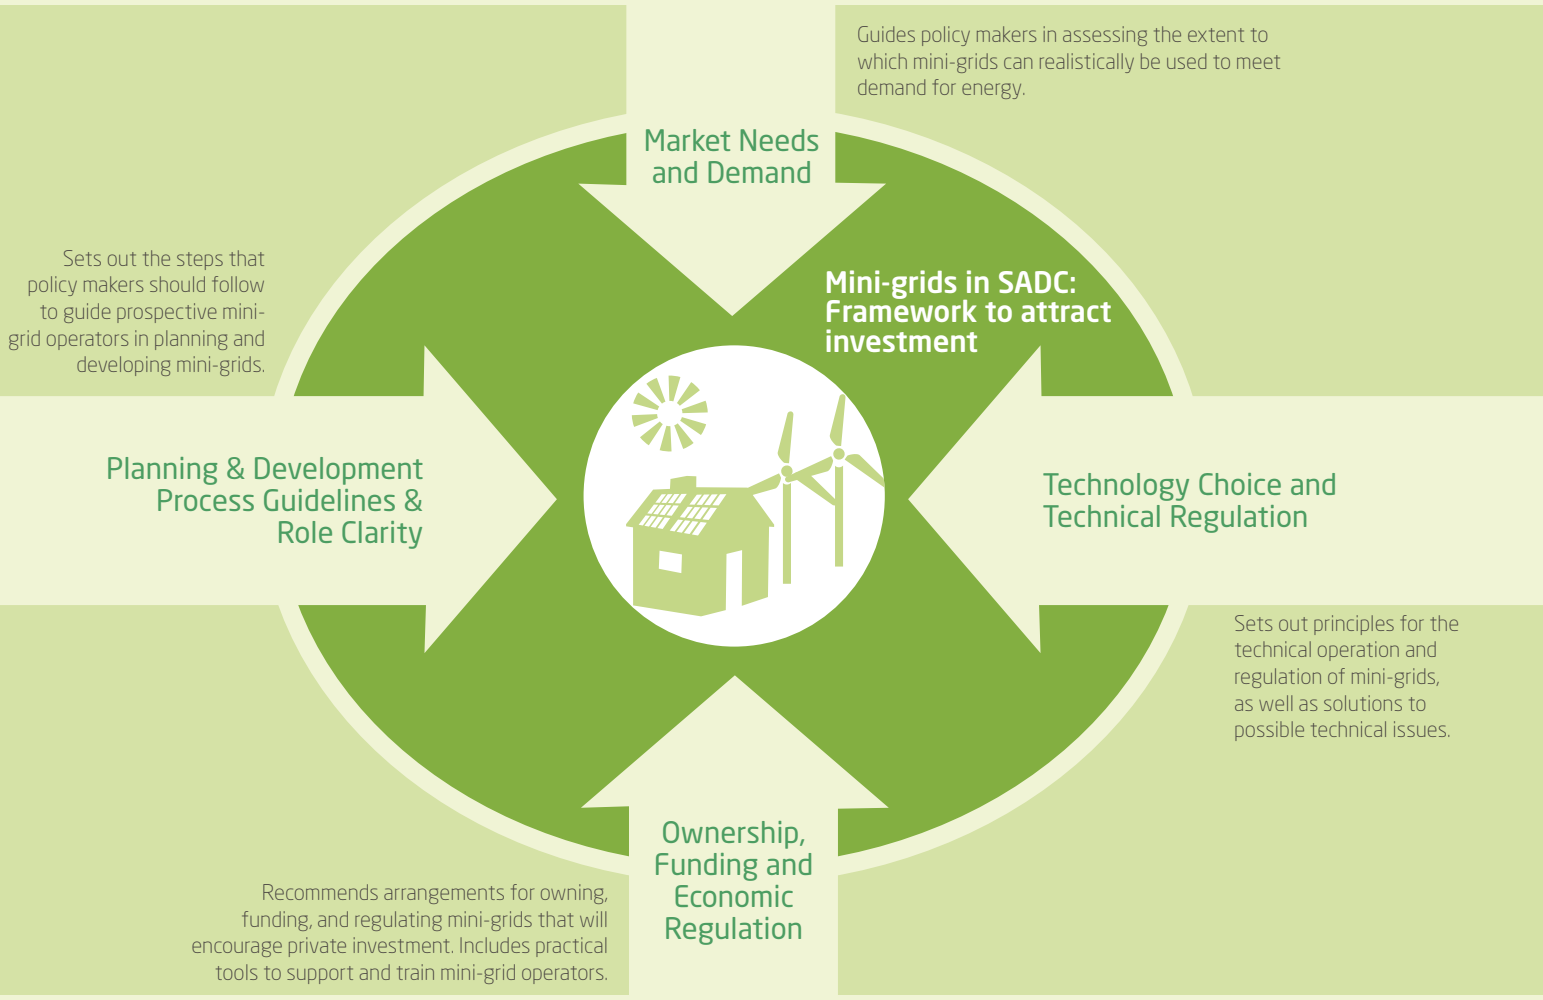 Guides policy makers in assessing the extent to
which mini-grids can realistically be used to meet
demand for energy.
Market Needs
and Demand
Mini-grids in SADC:
Framework to attract
investment
Sets out the steps that
policy makers should follow
to guide prospective mini-
grid operators in planning and
developing mini-grids.
Planning & Development
Process Guidelines &
Role Clarity
Technology Choice and
Technical Regulation
Sets out principles for the
technical operation and
regulation of mini-grids,
as well as solutions to
possible technical issues.
Ownership,
Funding and
Economic
Regulation
Recommends arrangements for owning,
funding, and regulating mini-grids that will
encourage private investment. Includes practical
tools to support and train mini-grid operators.